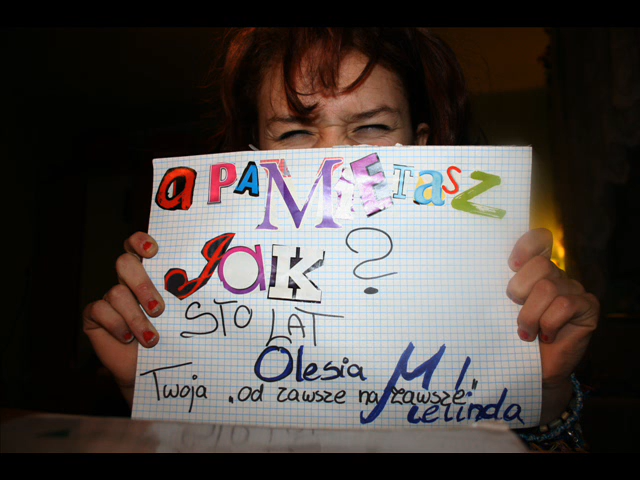 a PAMiĘTasZ
JaK ?
STO LAT
Olesia !
Twoja „od zawsze na zawsze"
Melinda